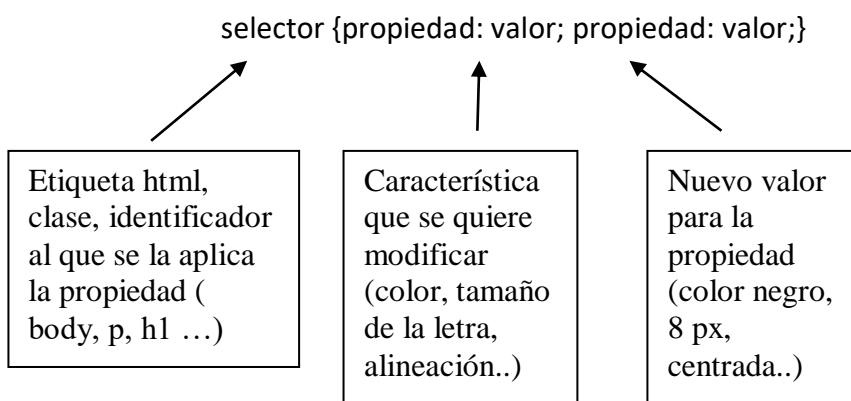 selector {propiedad: valor; propiedad: valor;}
Etiqueta html,
clase, identificador
al que se la aplica
la propiedad (
body, p, h1 …)
Característica
que se quiere
modificar
(color, tamaño
de la letra,
alineación..)
Nuevo valor
para la
propiedad
(color negro,
8 px,
centrada..)